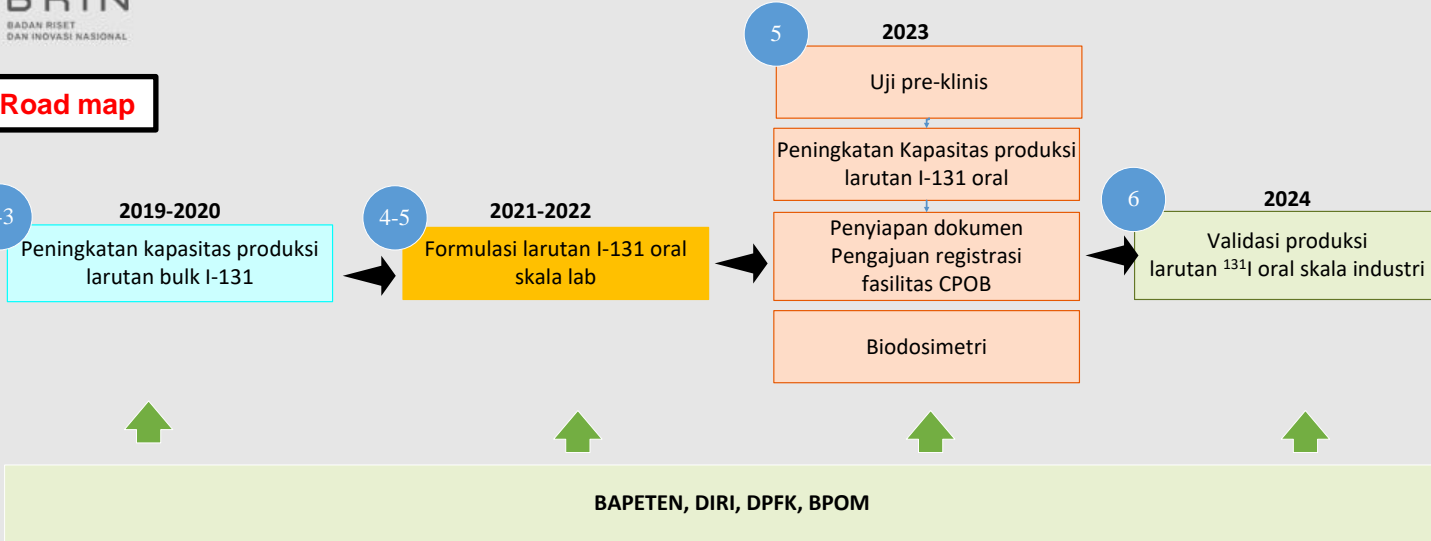 BADAN RISET
DAN INOVASI NASIONAL
Road map
2019-2020
Peningkatan kapasitas produksi
larutan bulk I-131
4-5
2021-2022
Formulasi larutan I-131 oral
skala lab
5
2023
Uji pre-klinis
Peningkatan Kapasitas produksi
larutan I-131 oral
Penyiapan dokumen
Pengajuan registrasi
fasilitas CPOB
Biodosimetri
6
2024
Validasi produksi
larutan ¹³¹I oral skala industri
BAPETEN, DIRI, DPFK, BPOM